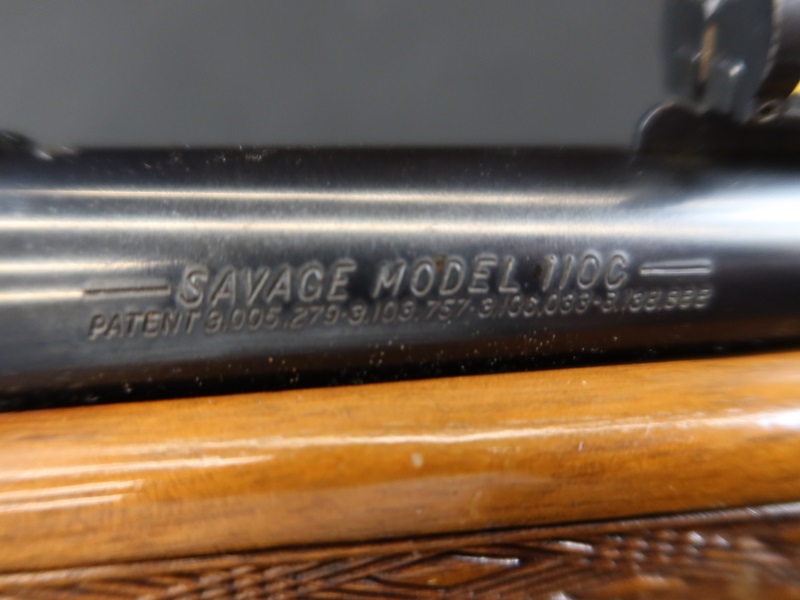 SAVAGE MODEL 110C
PATENT 3,005,279-3,103,757-3,106,033-3,138,888